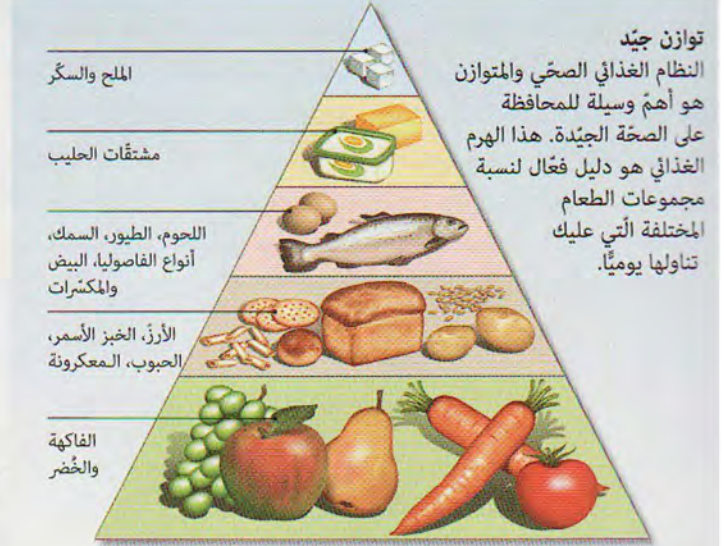 توازن جيّد
النظام الغذائي الصحّي والمتوازن
هو أهمّ وسيلة للمحافظة
على الصحّة الجيّدة. هذا الهرم
الغذائي هو دليل فعّال لنسبة
مجموعات الطعام
المختلفة الّتي عليك
تناولها يوميًّا.
الملح والسكّر
مشتقّات الحليب
اللحوم، الطيور، السمك،
أنواع الفاصوليا، البيض
والمكسّرات
الأرزّ، الخبز الأسمر،
الحبوب، المعكرونة
الفاكهة
والخُضر